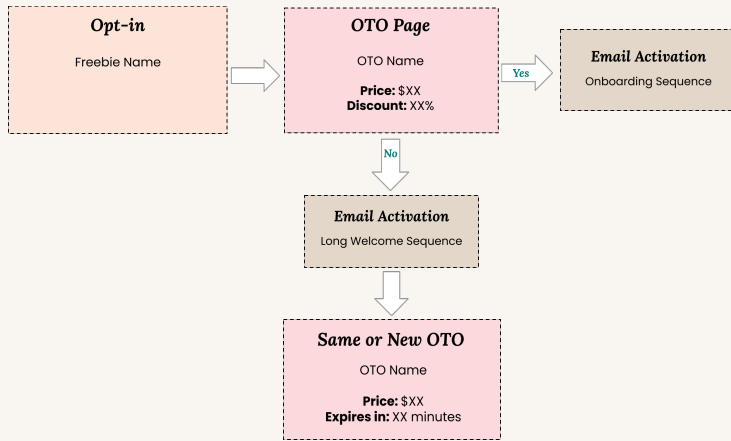 Opt-in
Freebie Name
OTO Page
OTO Name
Price: $XX
Discount: XX%
Yes
Email Activation
Onboarding Sequence
No
Email Activation
Long Welcome Sequence
Same or New OTO
OTO Name
Price: $XX
Expires in: XX minutes